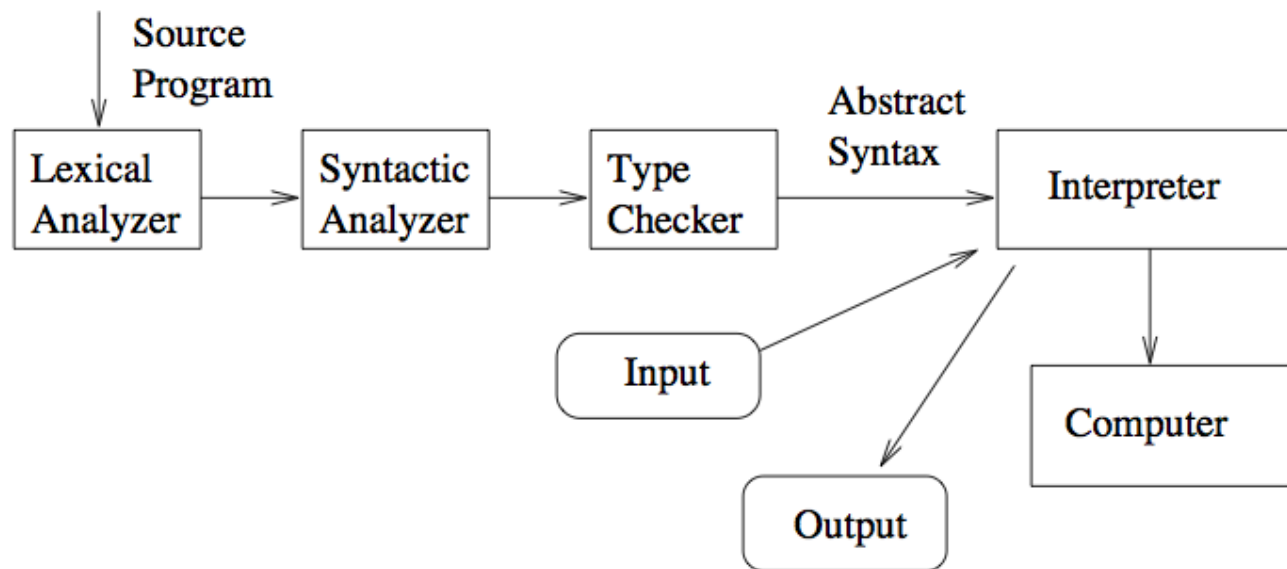 Source
Program
Lexical
Analyzer
Syntactic
Analyzer
Type
Checker
Abstract
Syntax
Interpreter
Input
Computer
Output